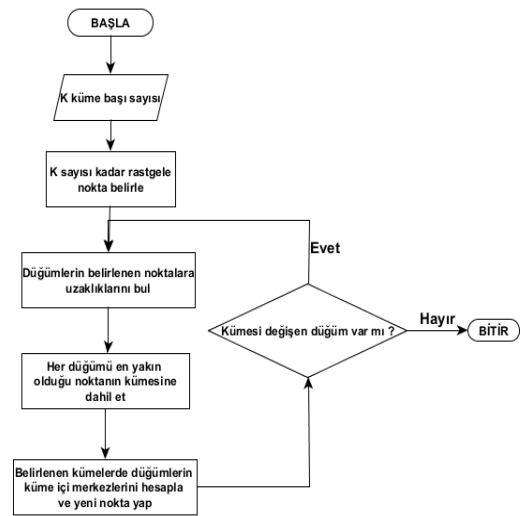 BAŞLA
K küme başı sayısı
K sayısı kadar rastgele
nokta belirle
Düğümlerin belirlenen noktalara
uzaklıklarını bul
Her düğümü en yakın
olduğu noktanın kümesine
dahil et
Belirlenen kümelerde düğümlerin
küme içi merkezlerini hesapla
ve yeni nokta yap
Kümesi değişen düğüm var mı ?
Evet
Hayır
BİTİR